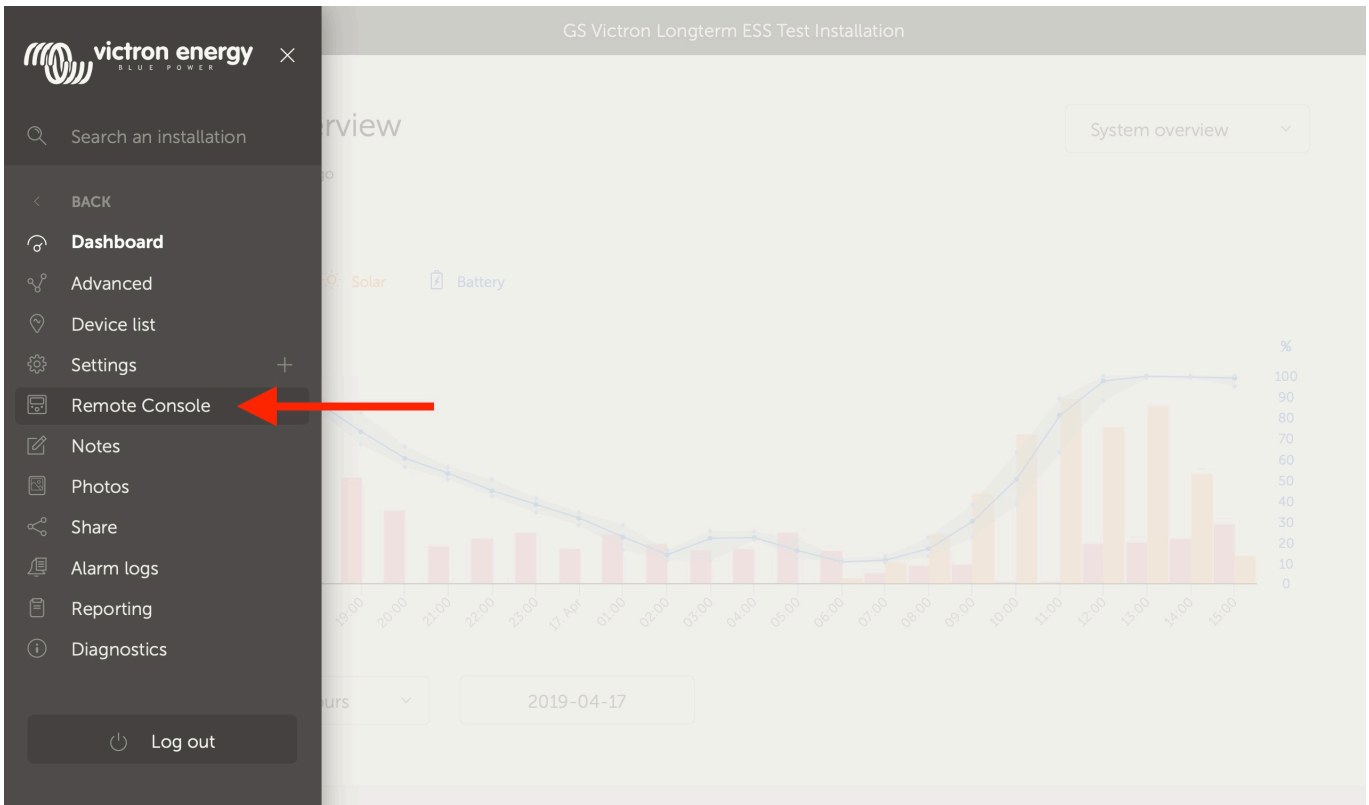 GS Victron Longterm ESS Test Installation
victron energy
BLUE POWER
Search an installation
BACK
Dashboard
Advanced
Device list
Settings
Remote Console
Notes
Photos
Share
Alarm logs
Reporting
Diagnostics
Log out
rview
System overview
go
Solar
Battery
%
100
90
80
70
60
50
40
30
20
10
0
19:00
20:00
21:00
22:00
23:00
17. Apr
01:00
02:00
03:00
04:00
05:00
06:00
07:00
08:00
09:00
10:00
11:00
12:00
13:00
14:00
15:00
urs
2019-04-17